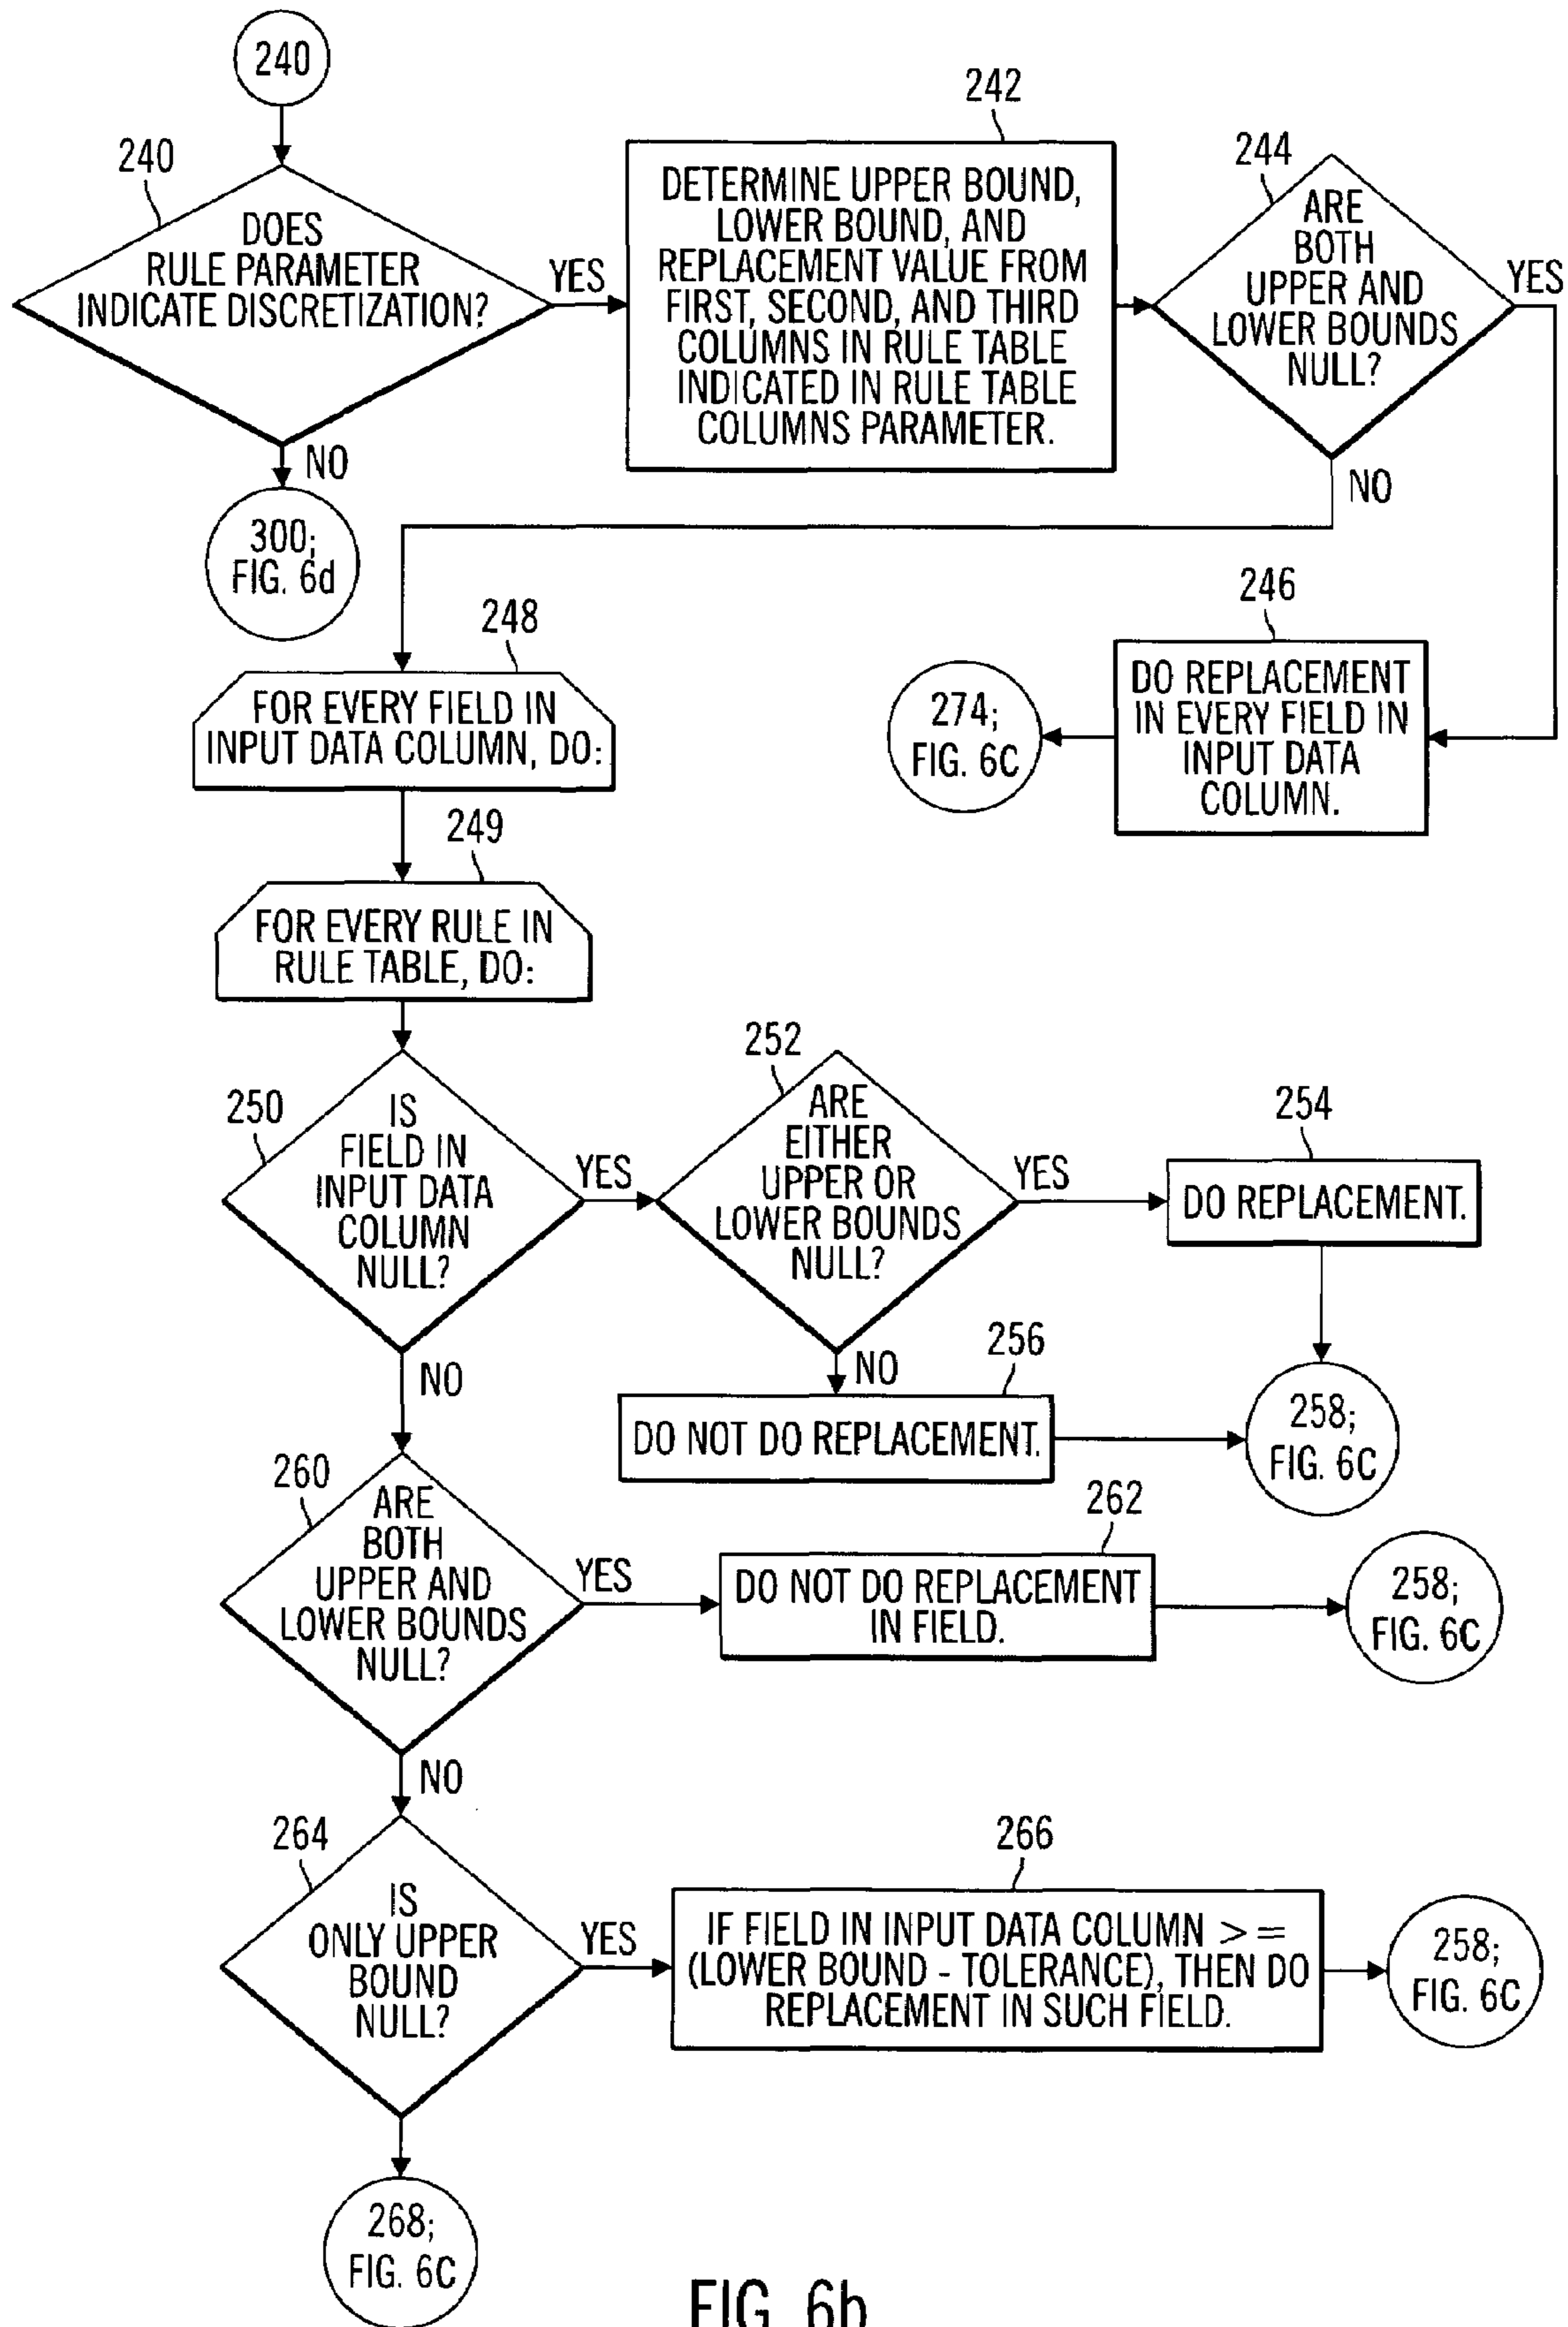 240
240
DOES
RULE PARAMETER
INDICATE DISCRETIZATION?
YES
NO
300;
FIG. 6d
242
DETERMINE UPPER BOUND,
LOWER BOUND, AND
REPLACEMENT VALUE FROM
FIRST, SECOND, AND THIRD
COLUMNS IN RULE TABLE
INDICATED IN RULE TABLE
COLUMNS PARAMETER.
244
ARE
BOTH
UPPER AND
LOWER BOUNDS
NULL?
YES
NO
246
DO REPLACEMENT
IN EVERY FIELD IN
INPUT DATA
COLUMN.
274;
FIG. 6C
248
FOR EVERY FIELD IN
INPUT DATA COLUMN, DO:
249
FOR EVERY RULE IN
RULE TABLE, DO:
250
IS
FIELD IN
INPUT DATA
COLUMN
NULL?
YES
NO
252
ARE
EITHER
UPPER OR
LOWER BOUNDS
NULL?
YES
NO
254
DO REPLACEMENT.
256
DO NOT DO REPLACEMENT.
258;
FIG. 6C
260
ARE
BOTH
UPPER AND
LOWER BOUNDS
NULL?
YES
NO
262
DO NOT DO REPLACEMENT
IN FIELD.
258;
FIG. 6C
264
IS
ONLY UPPER
BOUND
NULL?
YES
266
IF FIELD IN INPUT DATA COLUMN >=
(LOWER BOUND - TOLERANCE), THEN DO
REPLACEMENT IN SUCH FIELD.
258;
FIG. 6C
268;
FIG. 6C
FIG. 6b